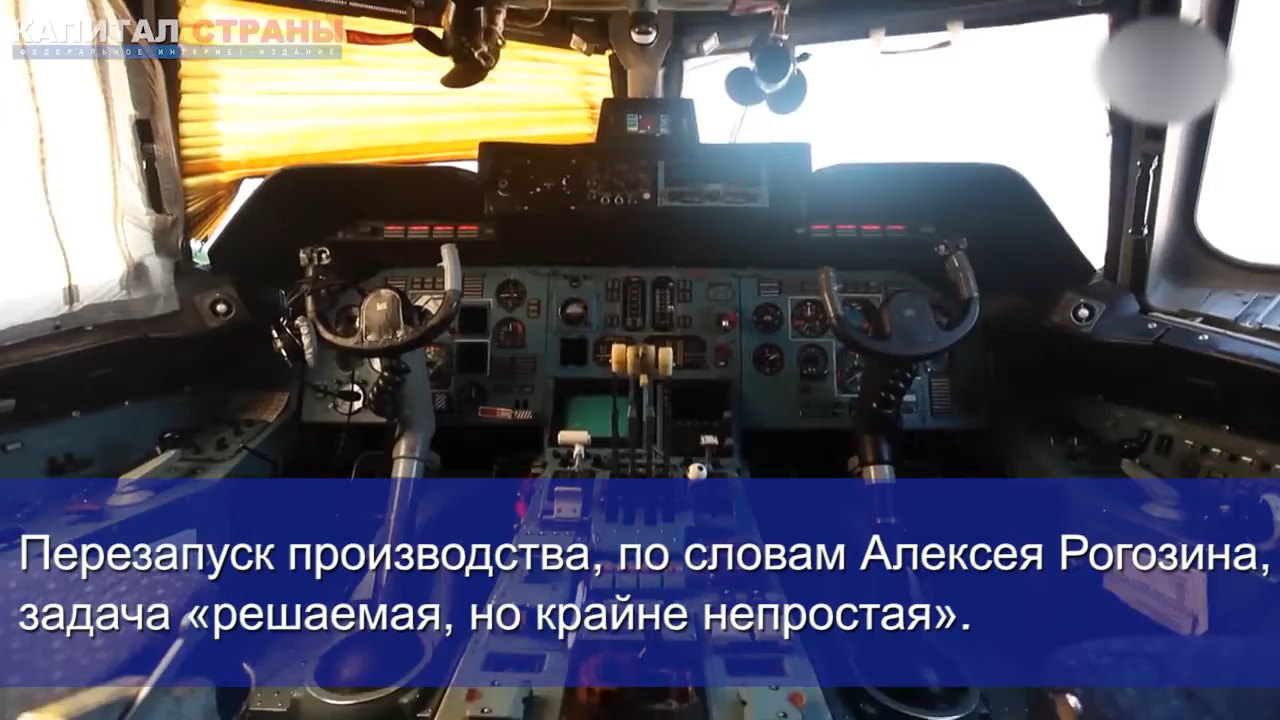 КАПИТАЛ СТРАНЫ
ФЕДЕРАЛЬНОЕ ИНТЕРНЕТ-ИЗДАНИЕ
Перезапуск производства, по словам Алексея Рогозина,
задача «решаемая, но крайне непростая».